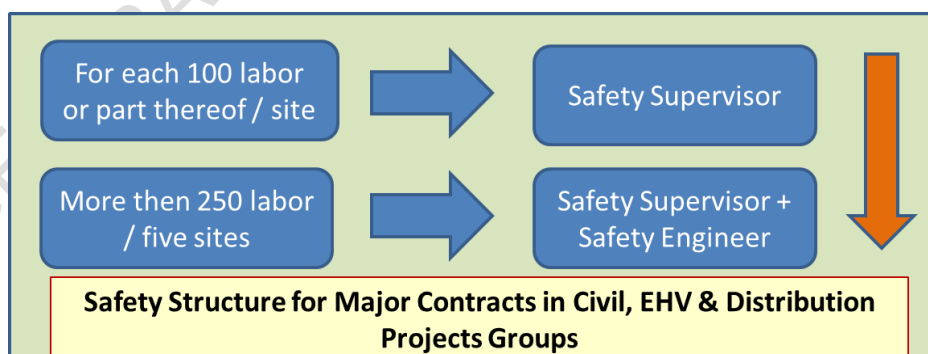 For each 100 labor
or part thereof / site
Safety Supervisor
More then 250 labor
/ five sites
Safety Supervisor +
Safety Engineer
Safety Structure for Major Contracts in Civil, EHV & Distribution
Projects Groups